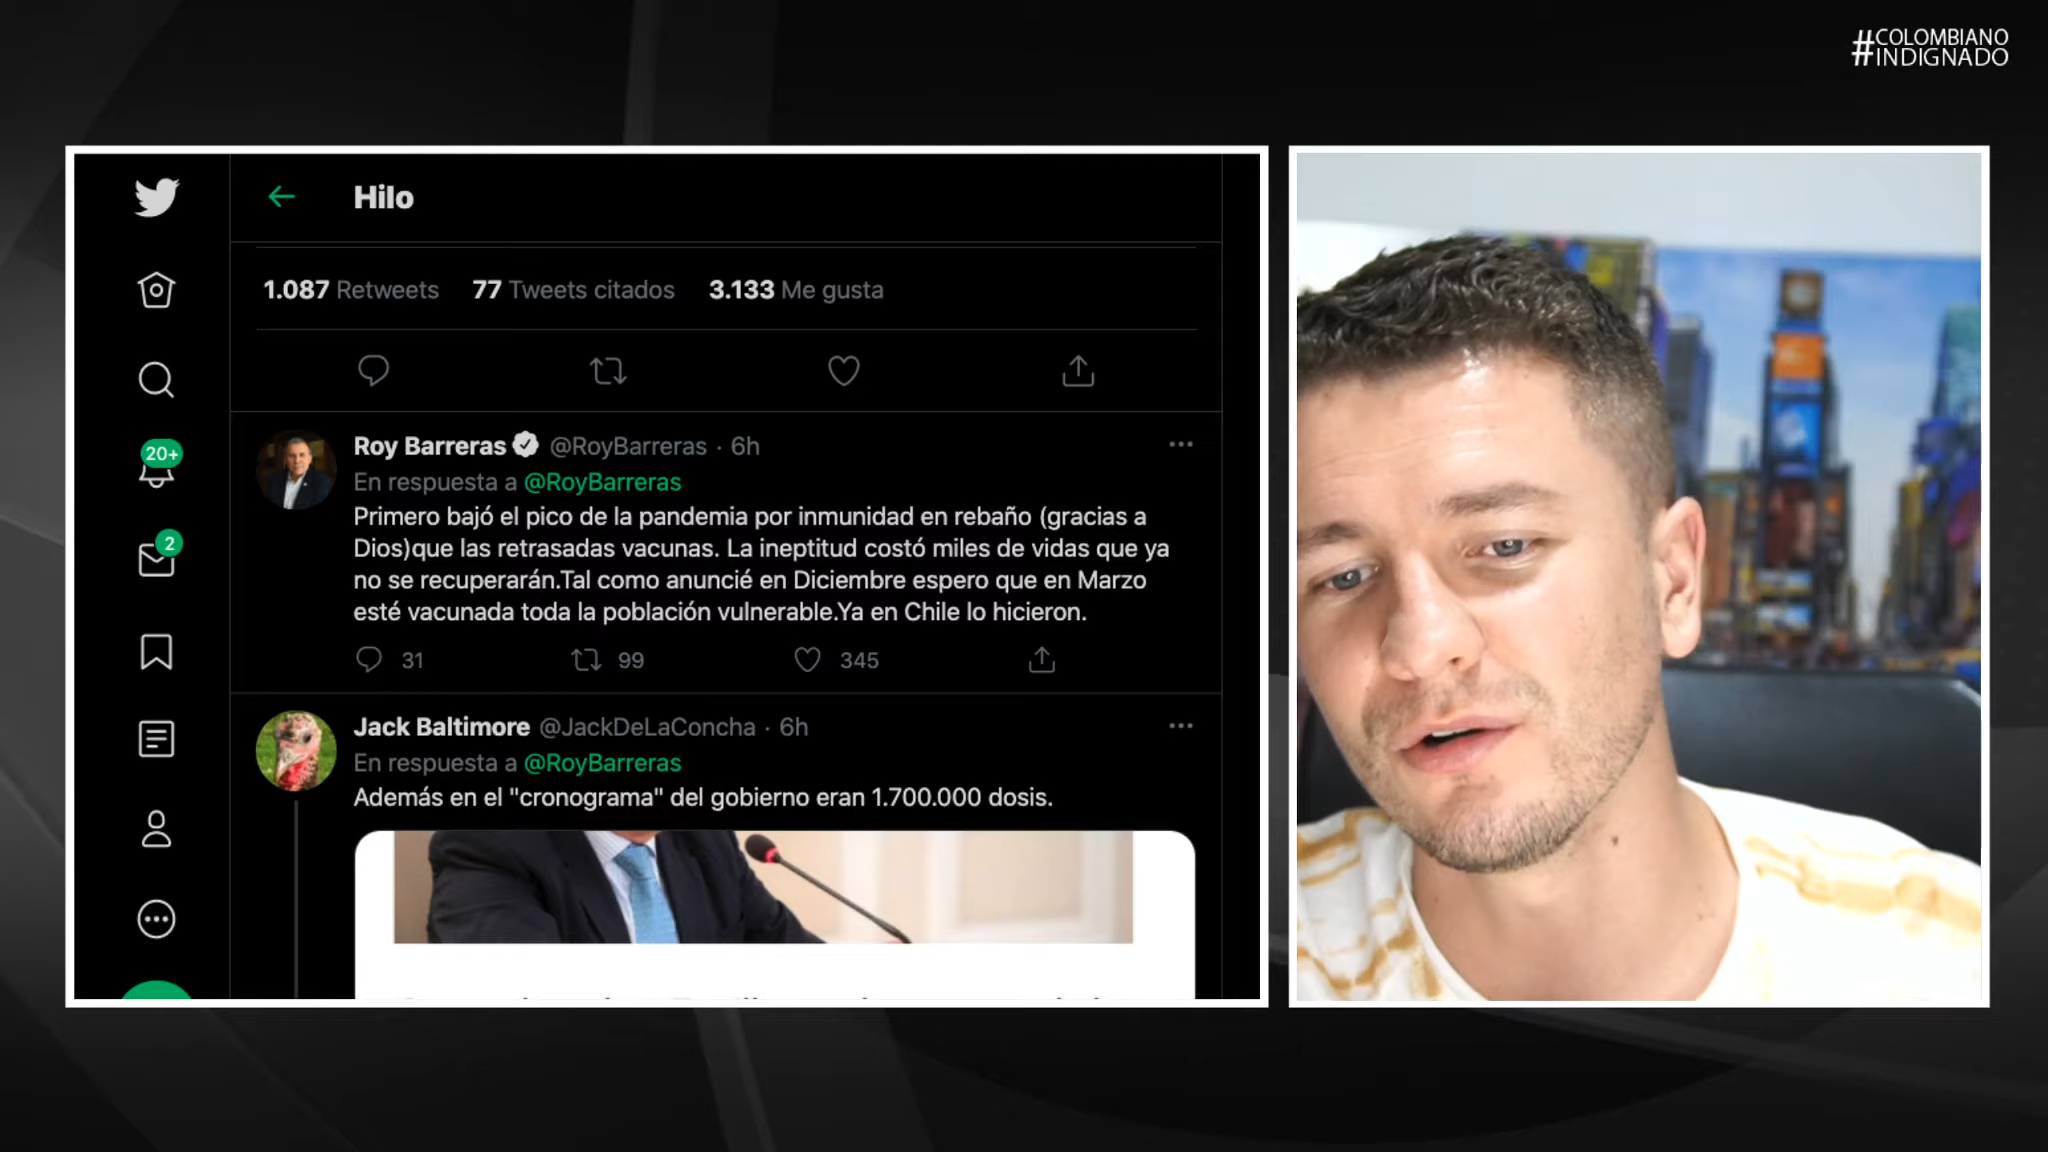 #COLOMBIANO
INDIGNADO
Hilo
1.087 Retweets 77 Tweets citados 3.133 Me gusta
20+
2
Roy Barreras @RoyBarreras · 6h
En respuesta a @RoyBarreras
Primero bajó el pico de la pandemia por inmunidad en rebaño (gracias a
Dios)que las retrasadas vacunas. La ineptitud costó miles de vidas que ya
no se recuperarán.Tal como anuncié en Diciembre espero que en Marzo
esté vacunada toda la población vulnerable.Ya en Chile lo hicieron.
31 99 345
Jack Baltimore @JackDeLaConcha · 6h
En respuesta a @RoyBarreras
Además en el "cronograma" del gobierno eran 1.700.000 dosis.